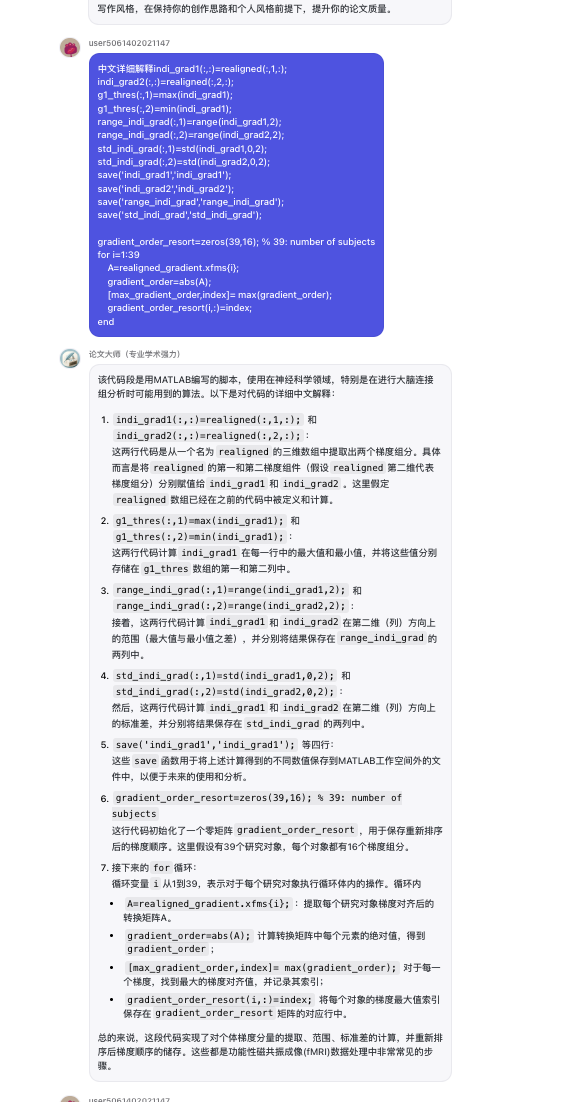 写作风格，在保持你的创作思路和个人风格前提下，提升你的论文质量。
user5061402021147
中文详细解释indi_grad1(:,:)=realigned(:,1,:);
indi_grad2(:,:)=realigned(:,2,:);
g1_thres(:,1)=max(indi_grad1);
g1_thres(:,2)=min(indi_grad1);
range_indi_grad(:,1)=range(indi_grad1,2);
range_indi_grad(:,2)=range(indi_grad2,2);
std_indi_grad(:,1)=std(indi_grad1,0,2);
std_indi_grad(:,2)=std(indi_grad2,0,2);
save('indi_grad1','indi_grad1');
save('indi_grad2','indi_grad2');
save('range_indi_grad','range_indi_grad');
save('std_indi_grad','std_indi_grad');
gradient_order_resort=zeros(39,16); % 39: number of subjects
for i=1:39
A=realigned_gradient.xfms{i};
gradient_order=abs(A);
[max_gradient_order,index]= max(gradient_order);
gradient_order_resort(i,:)=index;
end
论文大师（专业学术强力）
该代码段是用MATLAB编写的脚本，使用在神经科学领域，特别是在进行大脑连接
组分析时可能用到的算法。以下是对代码的详细中文解释：
1. indi_grad1(:,:)=realigned(:,1,:); 和
indi_grad2(:,:)=realigned(:,2,:); ：
这两行代码是从一个名为 realigned 的三维数组中提取出两个梯度组分。具体
而言是将 realigned 的第一和第二梯度组件（假设 realigned 第二维代表
梯度组分）分别赋值给 indi_grad1 和 indi_grad2 。这里假定
realigned 数组已经在之前的代码中被定义和计算。
2. g1_thres(:,1)=max(indi_grad1); 和
g1_thres(:,2)=min(indi_grad1); ：
这两行代码计算 indi_grad1 在每一行中的最大值和最小值，并将这些值分别
存储在 g1_thres 数组的第一和第二列中。
3. range_indi_grad(:,1)=range(indi_grad1,2); 和
range_indi_grad(:,2)=range(indi_grad2,2); ：
接着，这两行代码计算 indi_grad1 和 indi_grad2 在第二维（列）方向上
的范围（最大值与最小值之差），并分别将结果保存在 range_indi_grad 的
两列中。
4. std_indi_grad(:,1)=std(indi_grad1,0,2); 和
std_indi_grad(:,2)=std(indi_grad2,0,2); ：
然后，这两行代码计算 indi_grad1 和 indi_grad2 在第二维（列）方向上
的标准差，并分别将结果保存在 std_indi_grad 的两列中。
5. save('indi_grad1','indi_grad1'); 等四行：
这些 save 函数用于将上述计算得到的不同数值保存到MATLAB工作空间外的文
件中，以便于未来的使用和分析。
6. gradient_order_resort=zeros(39,16); % 39: number of
subjects
这行代码初始化了一个零矩阵 gradient_order_resort ，用于保存重新排序
后的梯度顺序。这里假设有39个研究对象，每个对象都有16个梯度组分。
7. 接下来的 for 循环：
循环变量 i 从1到39，表示对于每个研究对象执行循环体内的操作。循环内
• A=realigned_gradient.xfms{i}; ：提取每个研究对象梯度对齐后的
转换矩阵A。
• gradient_order=abs(A); 计算转换矩阵中每个元素的绝对值，得到
gradient_order ；
• [max_gradient_order,index]= max(gradient_order); 对于每一
个梯度，找到最大的梯度对齐值，并记录其索引；
• gradient_order_resort(i,:)=index; 将每个对象的梯度最大值索引
保存在 gradient_order_resort 矩阵的对应行中。
总的来说，这段代码实现了对个体梯度分量的提取、范围、标准差的计算，并重新排
序后梯度顺序的储存。这些都是功能性磁共振成像(fMRI)数据处理中非常常见的步
骤。
user5061402021147